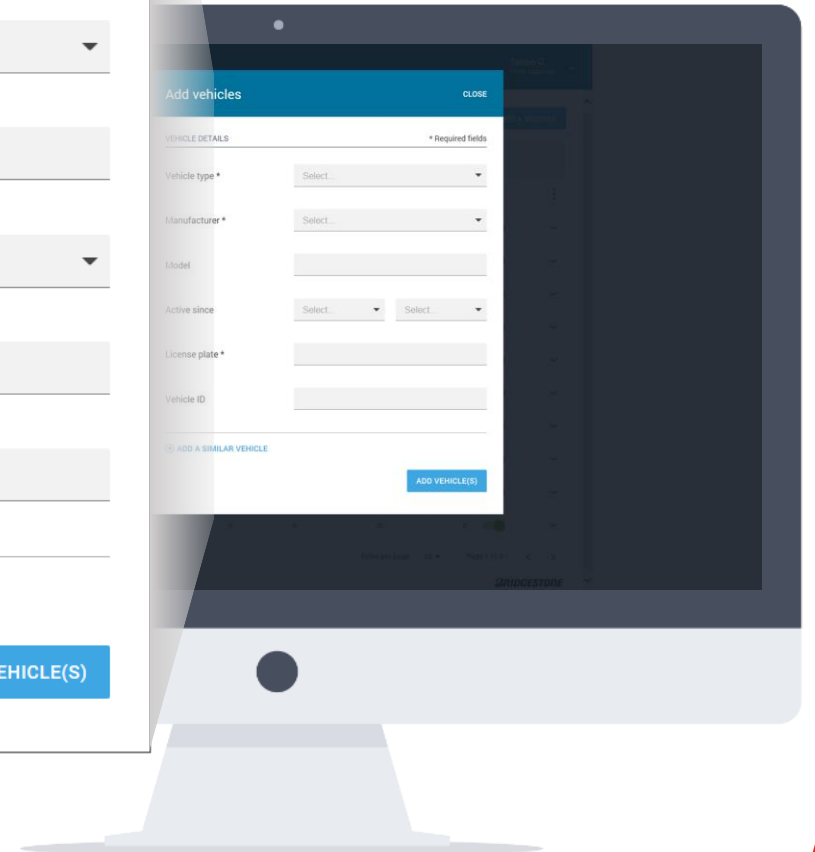 Add vehicles CLOSE
VEHICLE DETAILS * Required fields
Vehicle type * Select...
Manufacturer * Select...
Model
Active since Select... Select...
License plate * 
Vehicle ID
ADD A SIMILAR VEHICLE
ADD VEHICLE(S)
EHICLE(S)
BRIDGESTONE